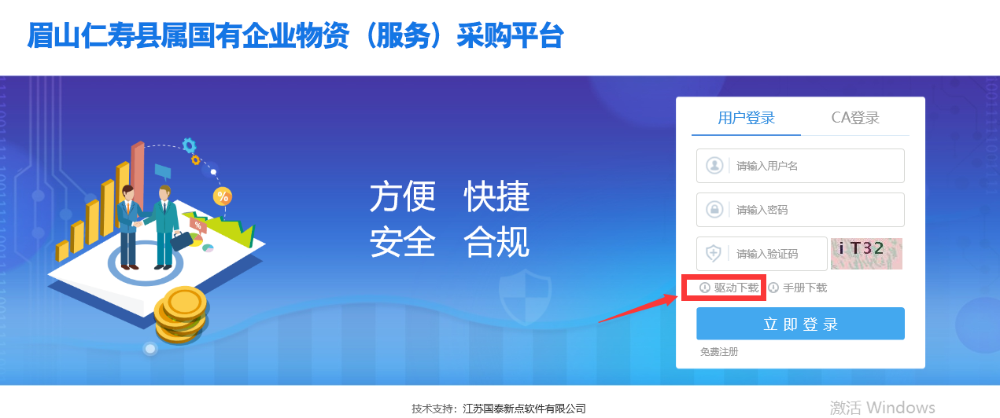 眉山仁寿县属国有企业物资（服务）采购平台
用户登录 CA登录
方便 快捷
安全 合规
请输入用户名
请输入密码
请输入验证码 iT32
驱动下载 手册下载
立即登录
免费注册
%
%
技术支持：江苏国泰新点软件有限公司
激活 Windows